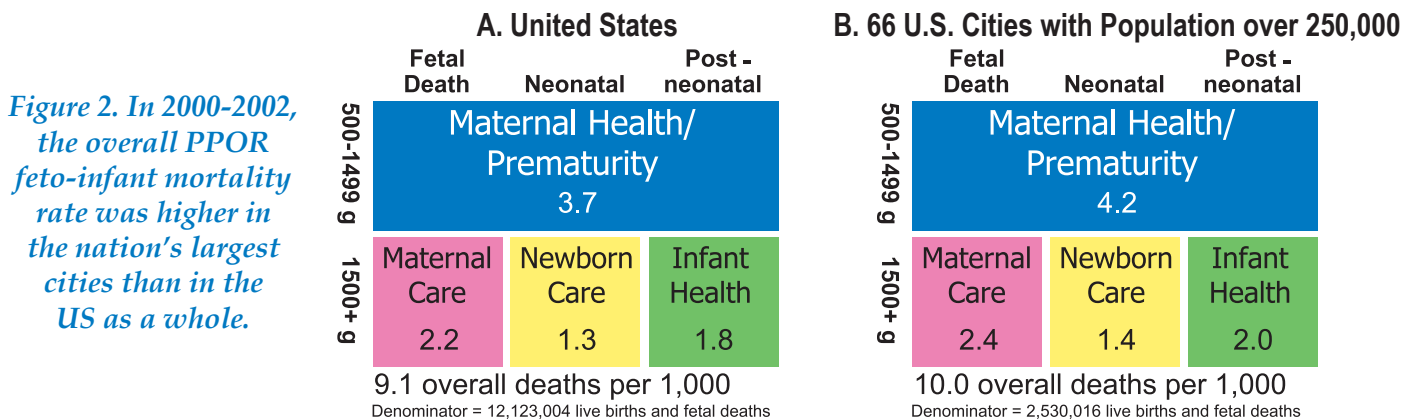 Figure 2. In 2000-2002,
the overall PPOR
feto-infant mortality
rate was higher in
the nation's largest
cities than in the
US as a whole.
A. United States
Fetal
Death
Neonatal
Post -
neonatal
500-1499 g
Maternal Health/
Prematurity
3.7
1500+ g
Maternal
Care
2.2
Newborn
Care
1.3
Infant
Health
1.8
9.1 overall deaths per 1,000
Denominator = 12,123,004 live births and fetal deaths
B. 66 U.S. Cities with Population over 250,000
Fetal
Death
Neonatal
Post -
neonatal
500-1499 g
Maternal Health/
Prematurity
4.2
1500+ g
Maternal
Care
2.4
Newborn
Care
1.4
Infant
Health
2.0
10.0 overall deaths per 1,000
Denominator = 2,530,016 live births and fetal deaths